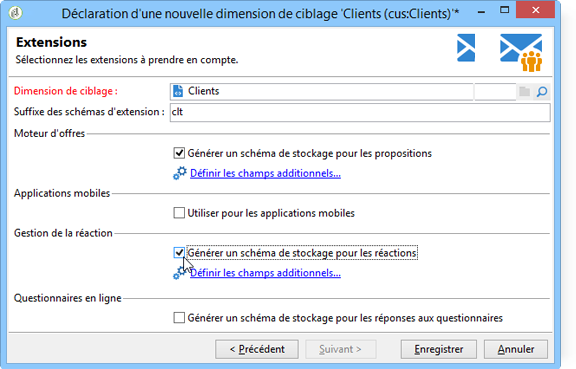 Déclaration d'une nouvelle dimension de ciblage 'Clients (cus:Clients)'*
Extensions
Sélectionnez les extensions à prendre en compte.
Dimension de ciblage :
Clients
Suffixe des schémas d'extension :
clt
Moteur d'offres
Générer un schéma de stockage pour les propositions
Définir les champs additionnels...
Applications mobiles
Utiliser pour les applications mobiles
Gestion de la réaction
Générer un schéma de stockage pour les réactions
Définir les champs additionnels...
Questionnaires en ligne
Générer un schéma de stockage pour les réponses aux questionnaires
< Précédent
Suivant >
Enregistrer
Annuler